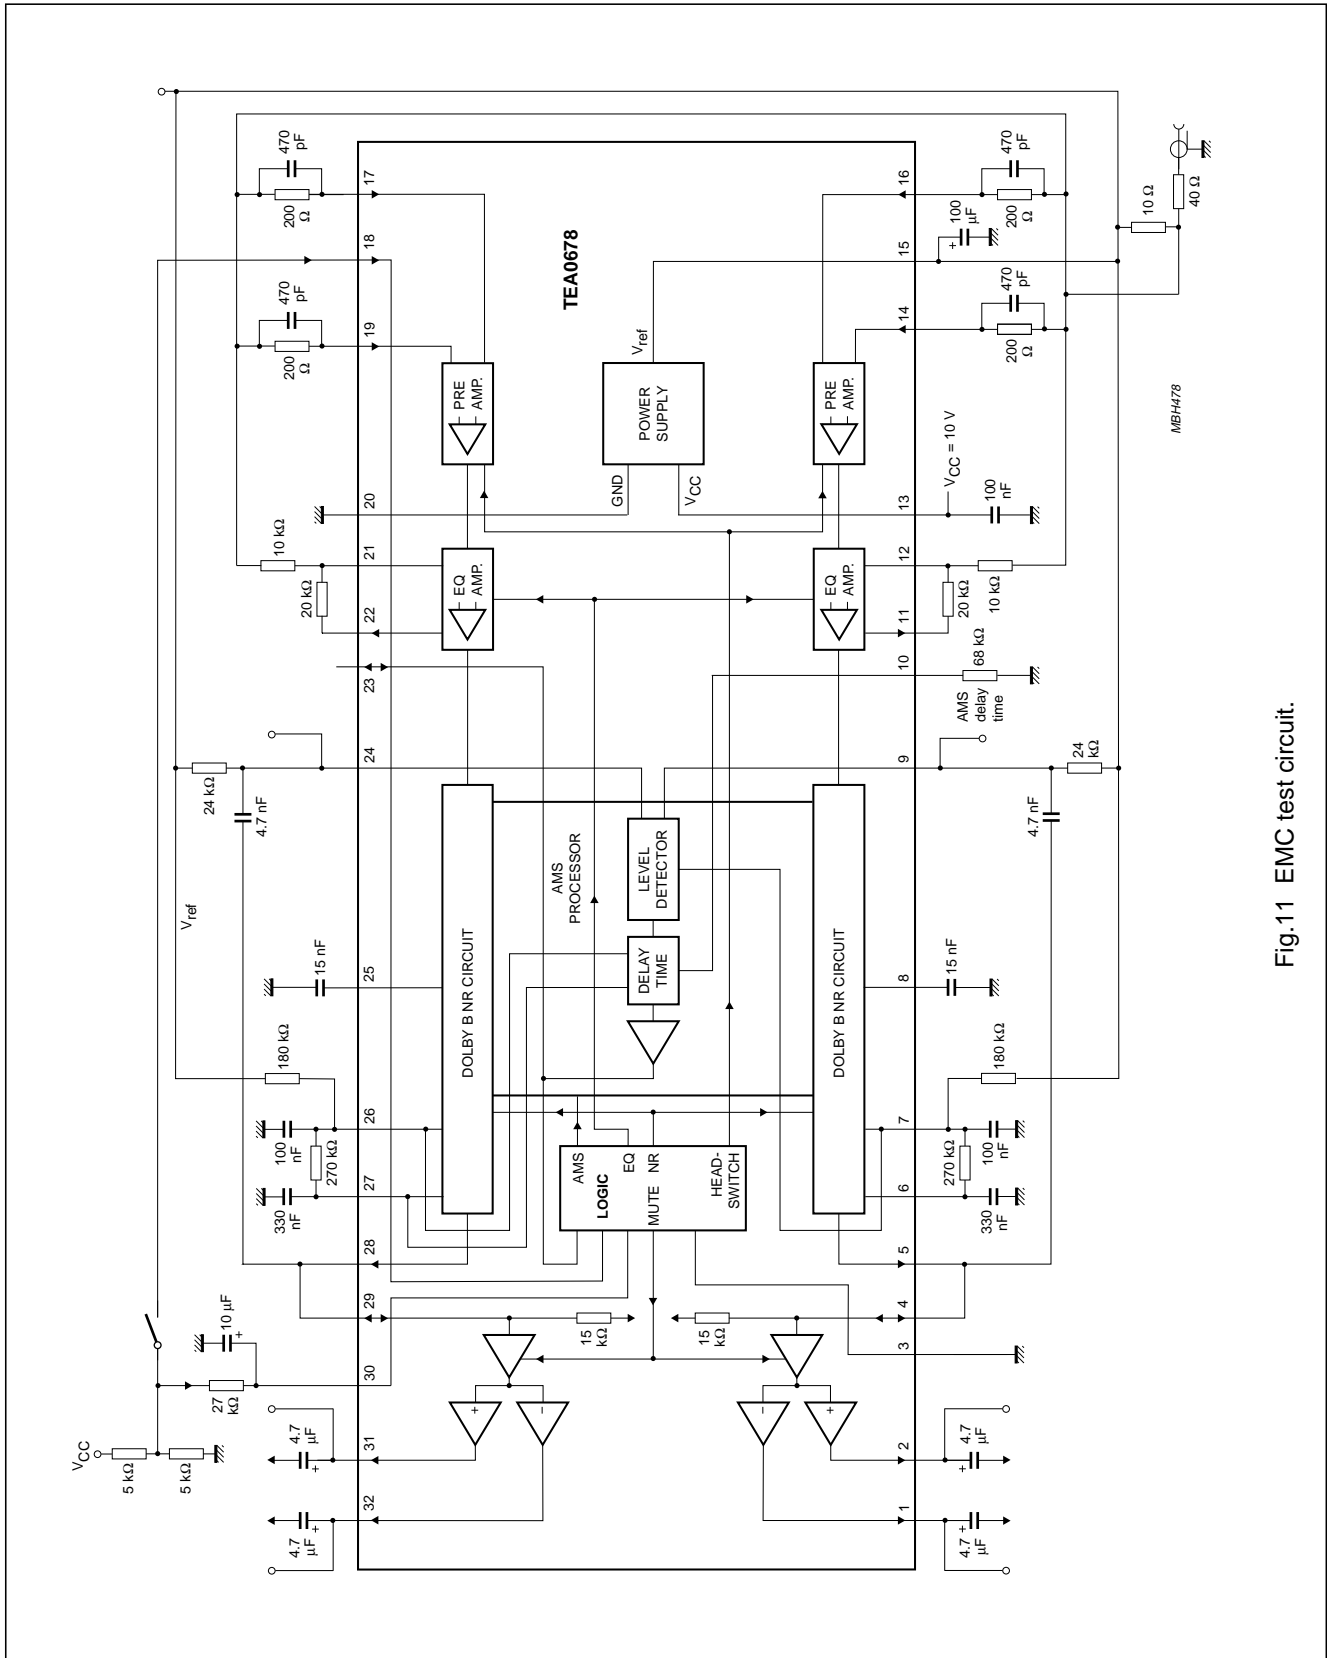 TEA0678
470
pF
200
Ω
17
18
470
pF
200
Ω
19
20
10 kΩ
21
20 kΩ
22
23
24
24 kΩ
4.7 nF
Vref
25
15 nF
180 kΩ
26
100
nF
270 kΩ
27
330
nF
28
29
10 µF
+
30
27
kΩ
VCC
5 kΩ
5 kΩ
31
4.7
µF
+
32
4.7
µF
+
PRE
AMP.
EQ
AMP.
DOLBY B NR CIRCUIT
Vref
POWER
SUPPLY
GND
VCC
AMS
PROCESSOR
LEVEL
DETECTOR
DELAY
TIME
AMS
LOGIC
EQ
MUTE NR
HEAD-
SWITCH
15
kΩ
15
kΩ
+
−
−
+
PRE
AMP.
EQ
AMP.
DOLBY B NR CIRCUIT
16
470
pF
200
Ω
100
µF
+
15
14
470
pF
200
Ω
10 Ω
40 Ω
13
VCC = 10 V
100
nF
12
20 kΩ
10 kΩ
11
10
68 kΩ
AMS
delay
time
9
24
kΩ
4.7 nF
8
15 nF
180 kΩ
7
270 kΩ
100
nF
6
330
nF
5
4
3
2
4.7
µF
+
1
4.7
µF
+
MBH478
Fig.11 EMC test circuit.